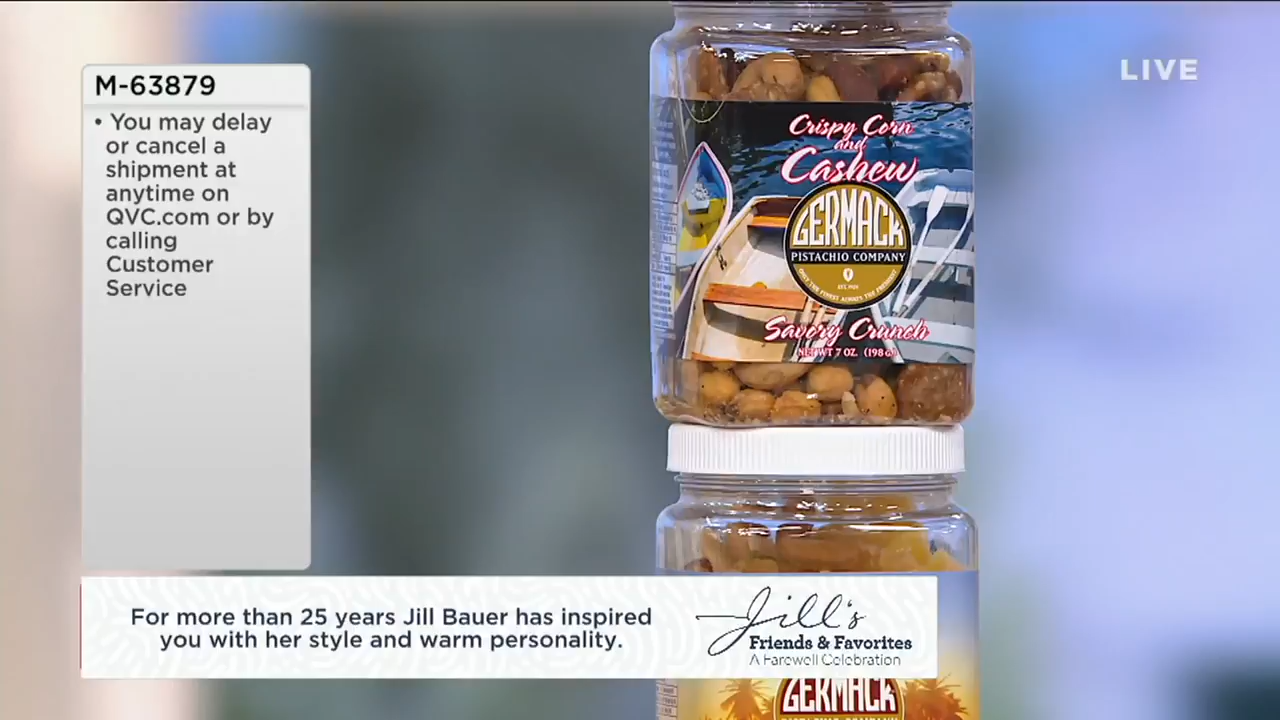 M-63879
• You may delay
or cancel a
shipment at
anytime on
QVC.com or by
calling
Customer
Service
LIVE
Crispy Corn
and
Cashew
GERMACK
PISTACHIO COMPANY
Savory Crunch
NET WT 7 OZ. (198g)
For more than 25 years Jill Bauer has inspired
you with her style and warm personality.
Jill's
Friends & Favorites
A Farewell Celebration
GERMACK